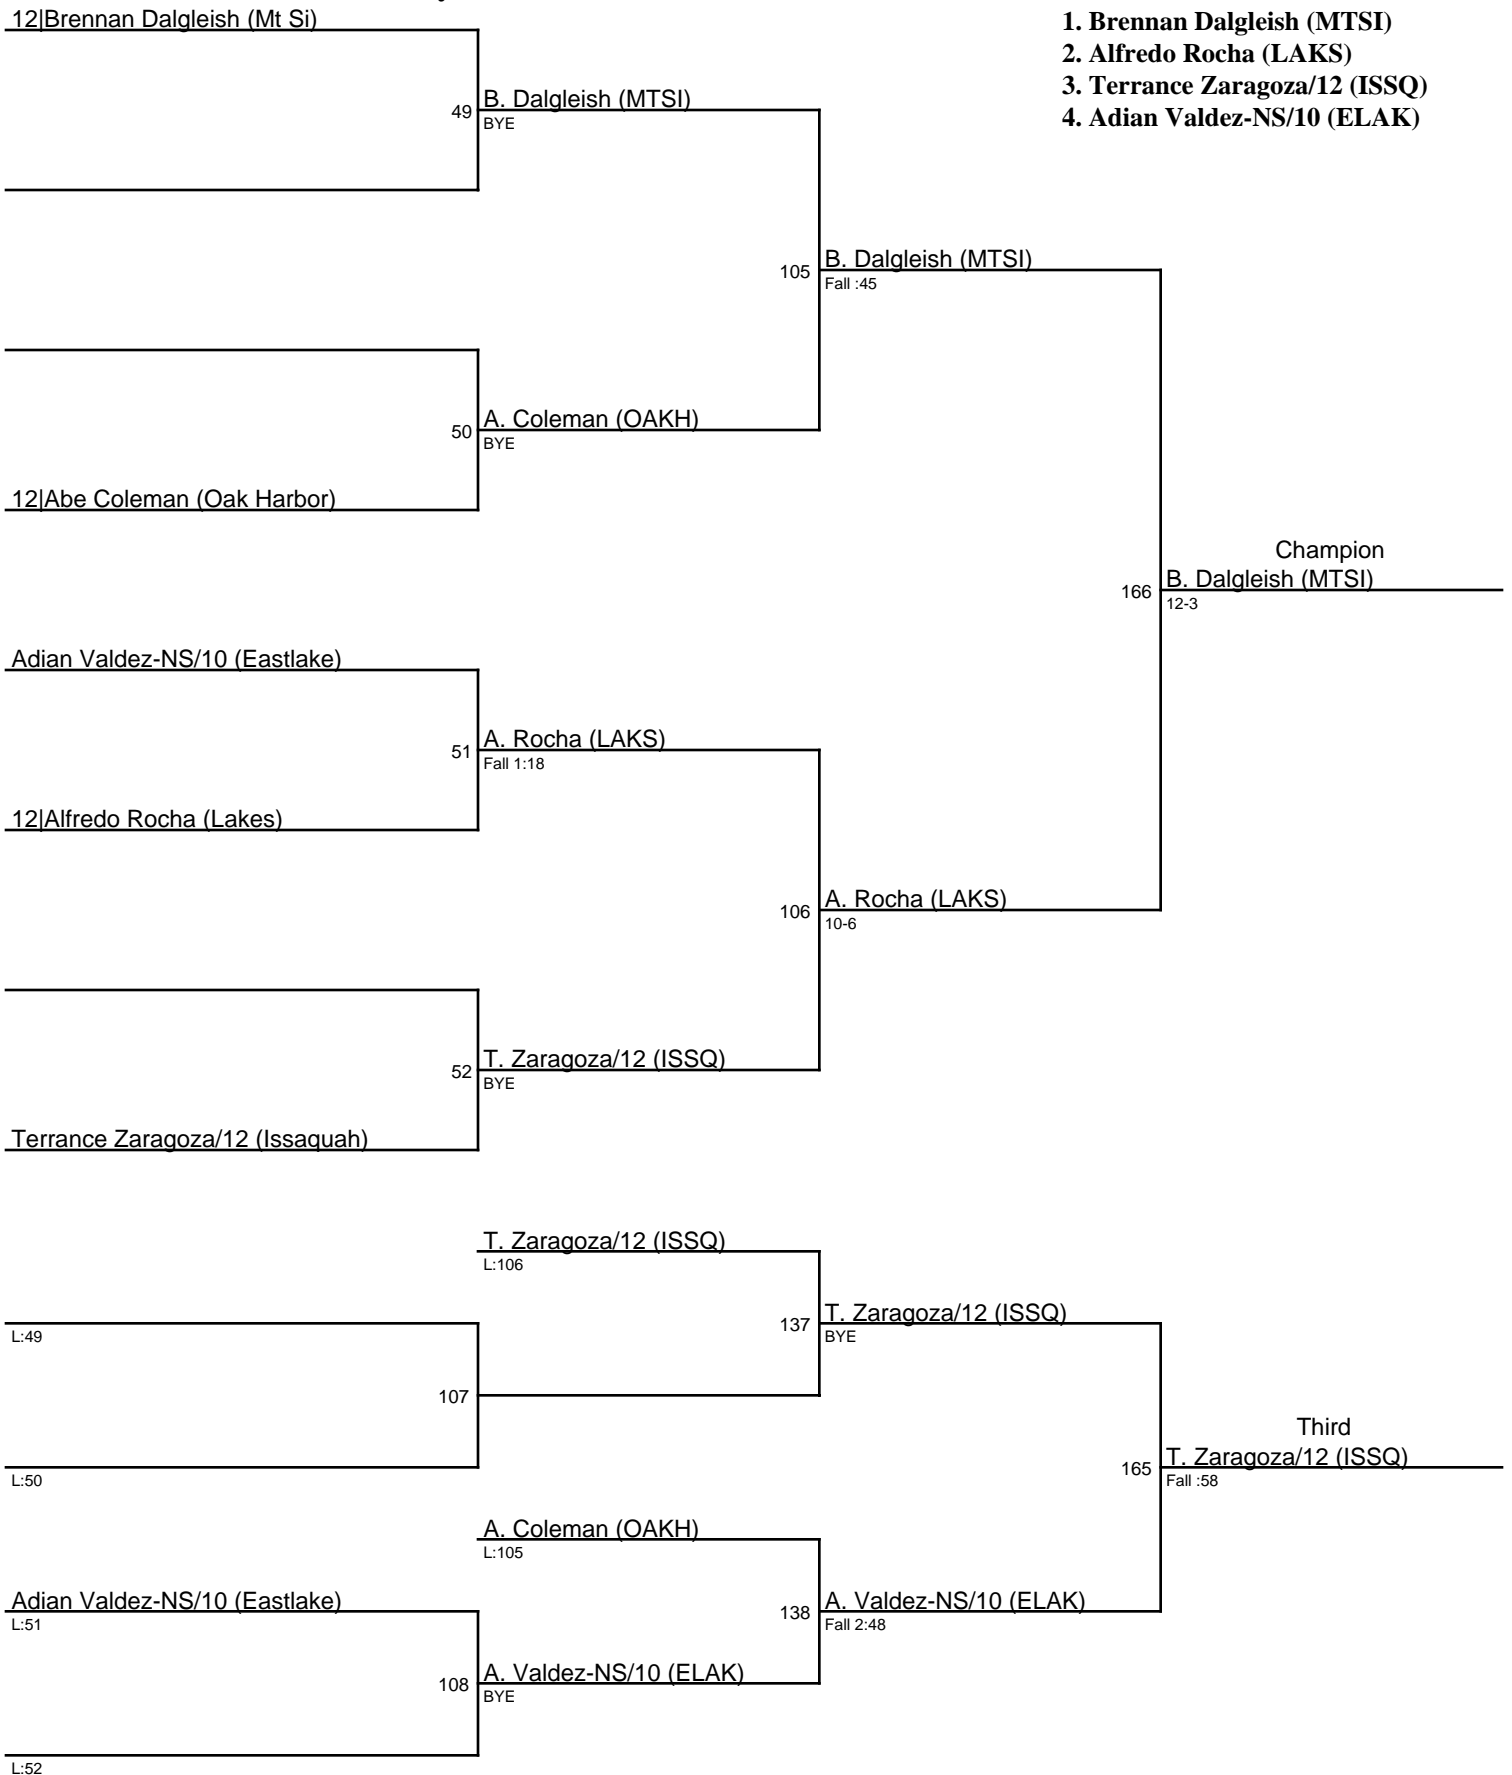 12|Brennan Dalgleish (Mt Si)
1. Brennan Dalgleish (MTSI)
2. Alfredo Rocha (LAKS)
3. Terrance Zaragoza/12 (ISSQ)
4. Adian Valdez-NS/10 (ELAK)
49
B. Dalgleish (MTSI)
BYE
105
B. Dalgleish (MTSI)
Fall :45
50
A. Coleman (OAKH)
BYE
12|Abe Coleman (Oak Harbor)
Champion
166
B. Dalgleish (MTSI)
12-3
Adian Valdez-NS/10 (Eastlake)
51
A. Rocha (LAKS)
Fall 1:18
12|Alfredo Rocha (Lakes)
106
A. Rocha (LAKS)
10-6
52
T. Zaragoza/12 (ISSQ)
BYE
Terrance Zaragoza/12 (Issaquah)
T. Zaragoza/12 (ISSQ)
L:106
L:49
137
T. Zaragoza/12 (ISSQ)
BYE
107
L:50
Third
165
T. Zaragoza/12 (ISSQ)
Fall :58
A. Coleman (OAKH)
L:105
Adian Valdez-NS/10 (Eastlake)
L:51
138
A. Valdez-NS/10 (ELAK)
Fall 2:48
108
A. Valdez-NS/10 (ELAK)
BYE
L:52